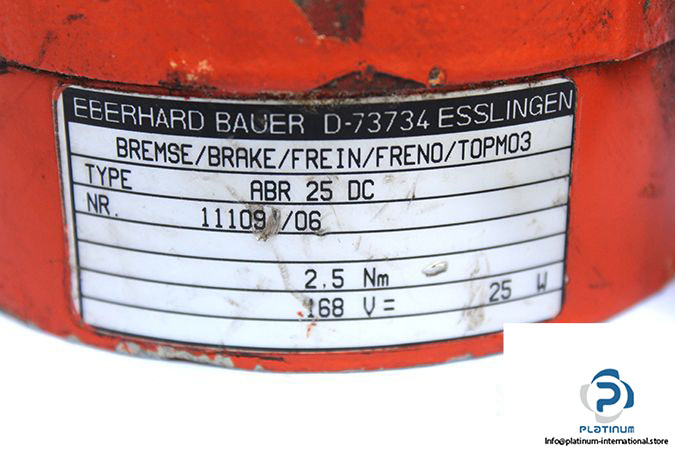 EBERHARD BAUER D-73734 ESSLINGEN
BREMSE/BRAKE/FREIN/FRENO/TOPMO3
TYPE ABR 25 DC
NR. 11109 /06
2.5 Nm
168 V= 25 W
P
PLATINUM
Info@platinum-international.store